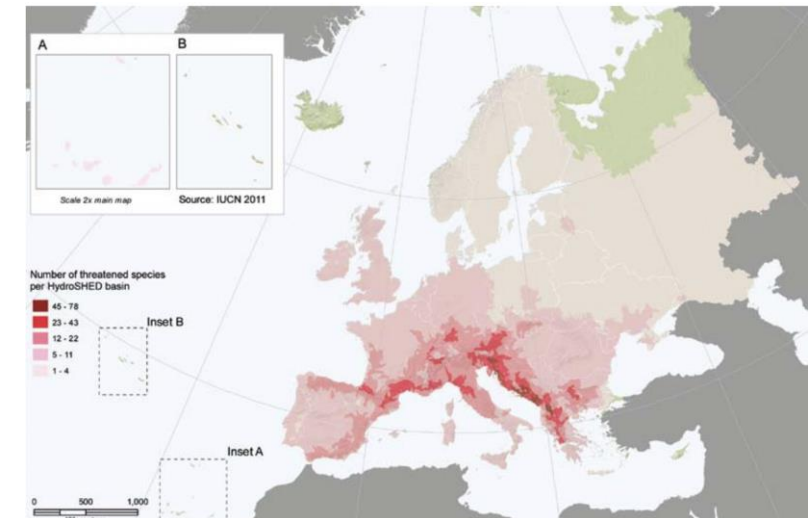 A
B
Scale 2x main map
Source: IUCN 2011
Number of threatened species
per HydroSHED basin
45 - 78
23 - 43
12 - 22
5 - 11
1 - 4
Inset B
Inset A
0 500 1,000